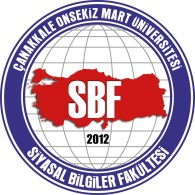 ÇANAKKALE ONSEKİZ MART ÜNİVERSİTESİ
SBF
2012
SİYASAL BİLGİLER FAKÜLTESİ